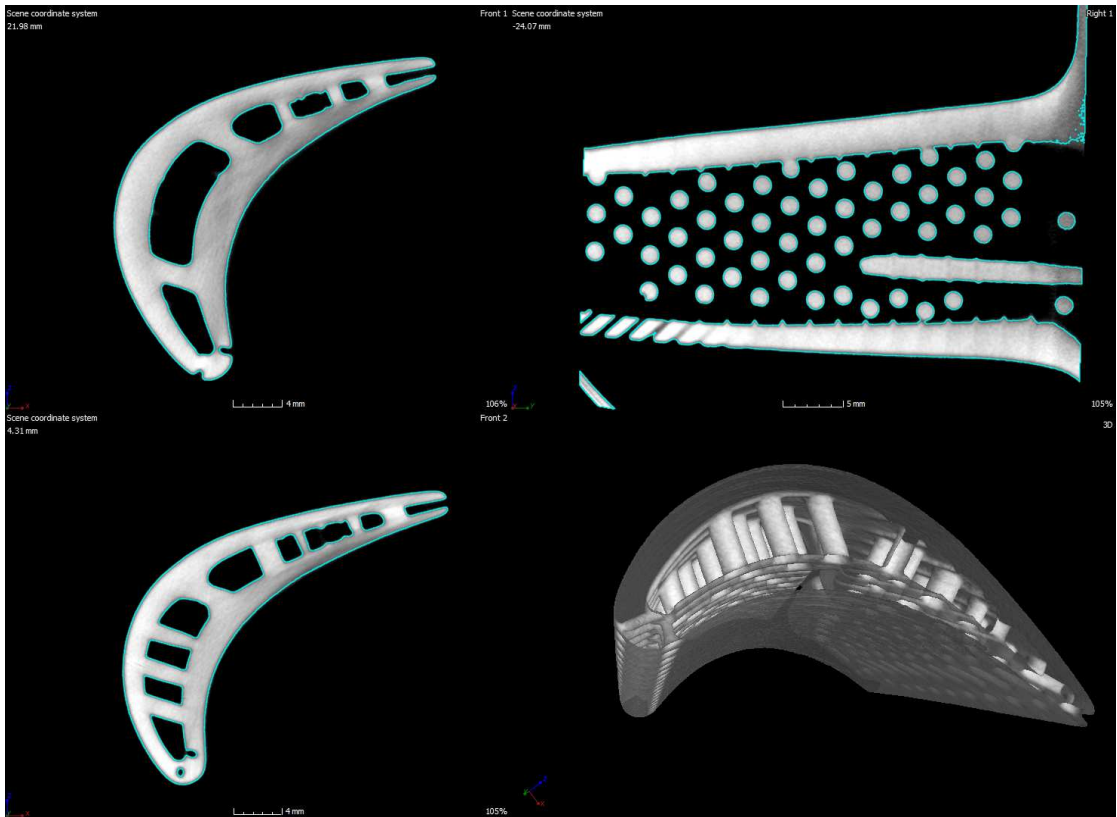 Scene coordinate system
21.98 mm
Front 1
4 mm
106%
Scene coordinate system
-24.07 mm
Right 1
5 mm
105%
Scene coordinate system
4.31 mm
Front 2
4 mm
105%
3D